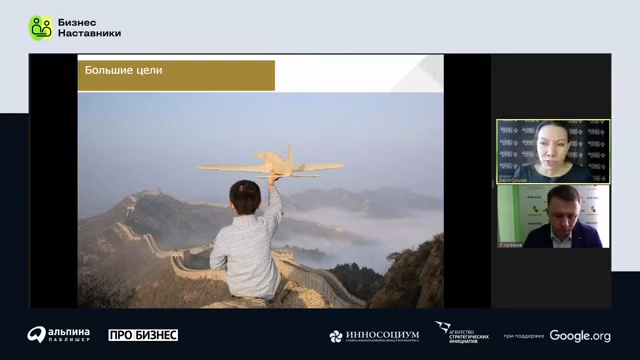 Бизнес
Наставники
Большие цели
альпина
ПАБЛИШЕР
ПРО БИЗНЕС
ИННОСОЦИУМ
АГЕНТСТВО
СТРАТЕГИЧЕСКИХ
ИНИЦИАТИВ
при поддержке
Google.org